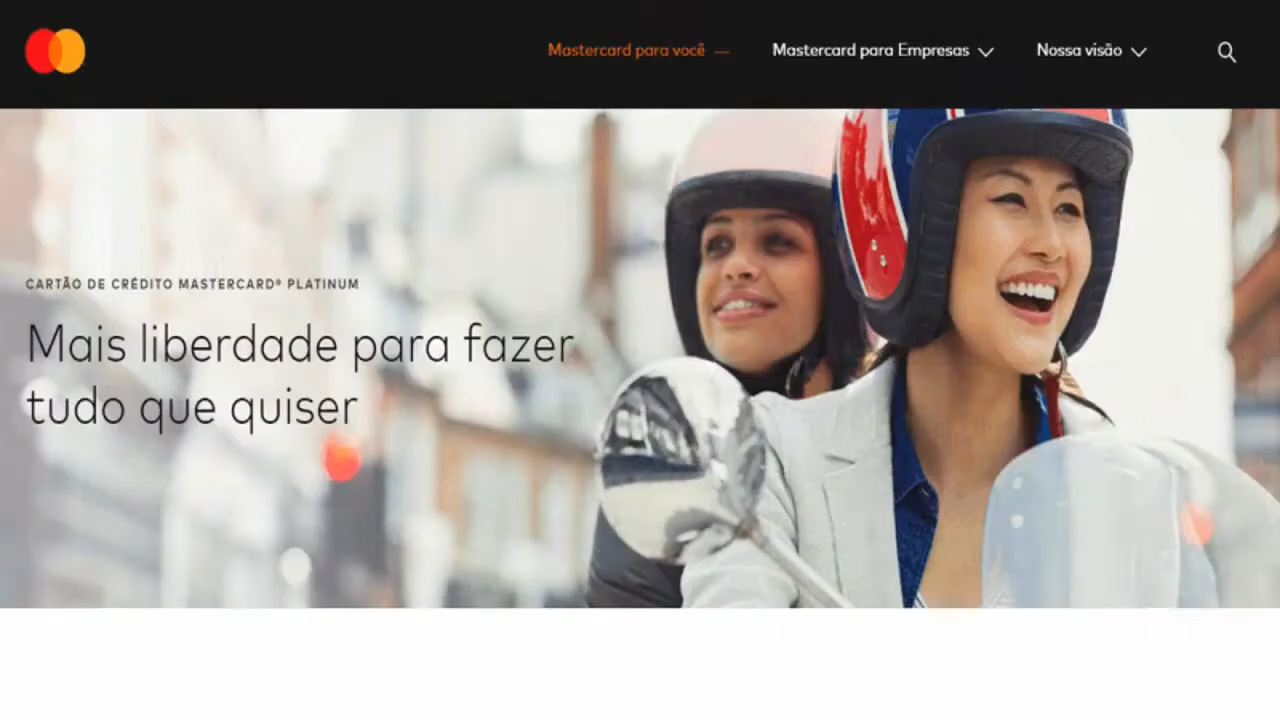 Mastercard para você
Mastercard para Empresas
Nossa visão
CARTÃO DE CRÉDITO MASTERCARD® PLATINUM
Mais liberdade para fazer
tudo que quiser